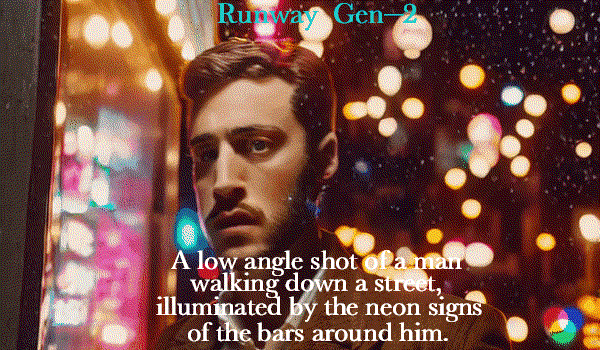 Runway Gen-2
A low angle shot of a man
walking down a street,
illuminated by the neon signs
of the bars around him.